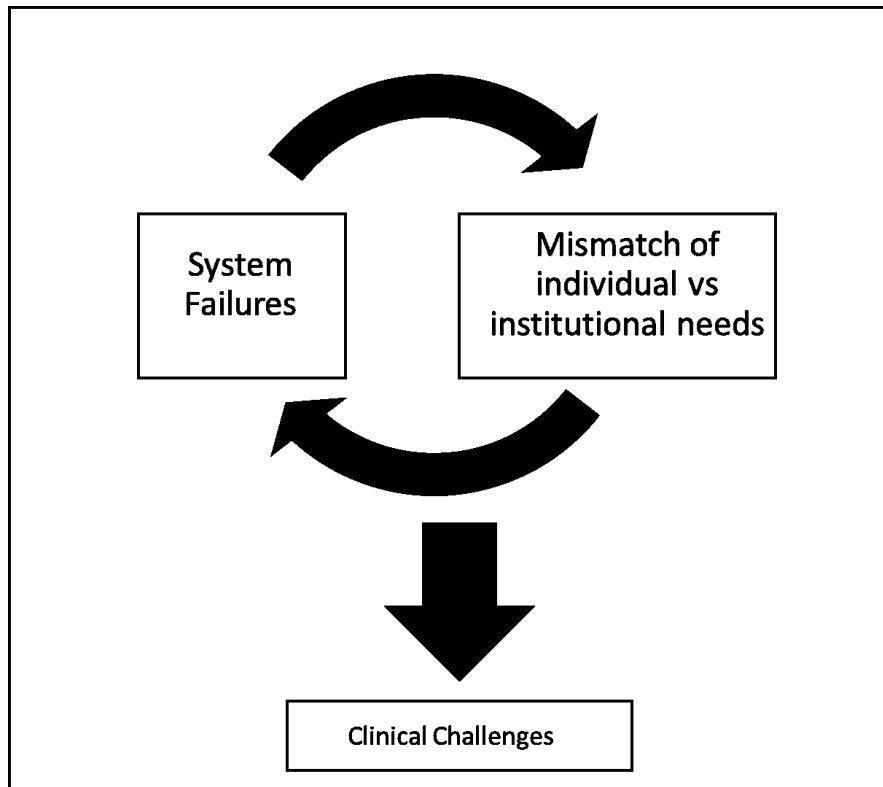 System
Failures
Mismatch of
individual vs
institutional needs
Clinical Challenges